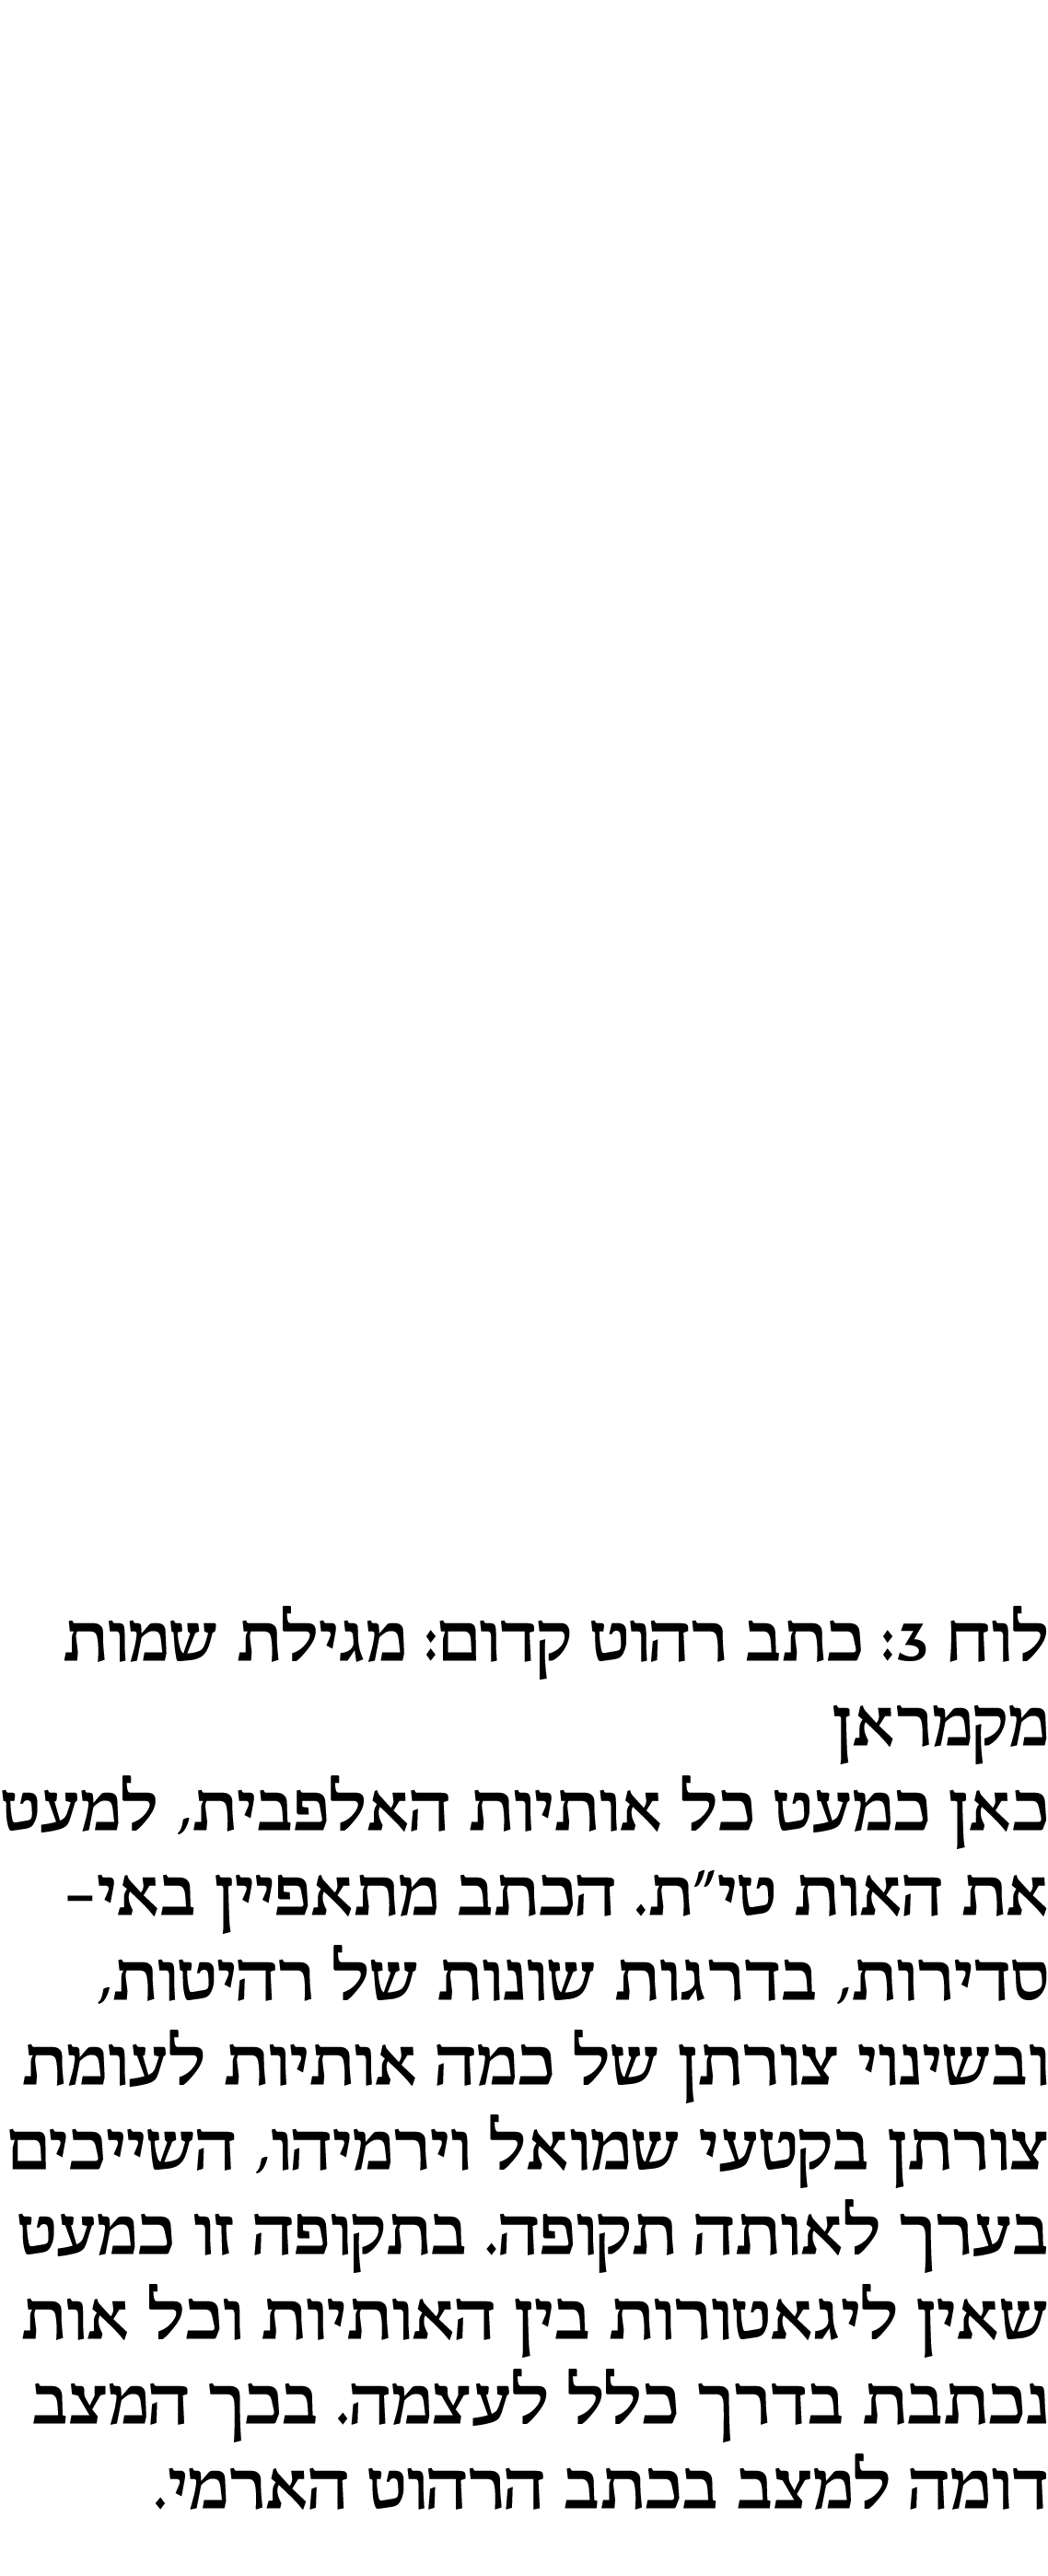 לוח 3: כתב רהוט קדום: מגילת שמות
מקמראן
כאן כמעט כל אותיות האלפבית, למעט
את האות טי״ת. הכתב מתאפיין באי-
סדירות, בדרגות שונות של רהיטות,
ובשינוי צורתן של כמה אותיות לעומת
צורתן בקטעי שמואל וירמיהו, השייכים
בערך לאותה תקופה. בתקופה זו כמעט
שאין ליגאטורות בין האותיות וכל אות
נכתבת בדרך כלל לעצמה. בכך המצב
דומה למצב בכתב הרהוט הארמי.